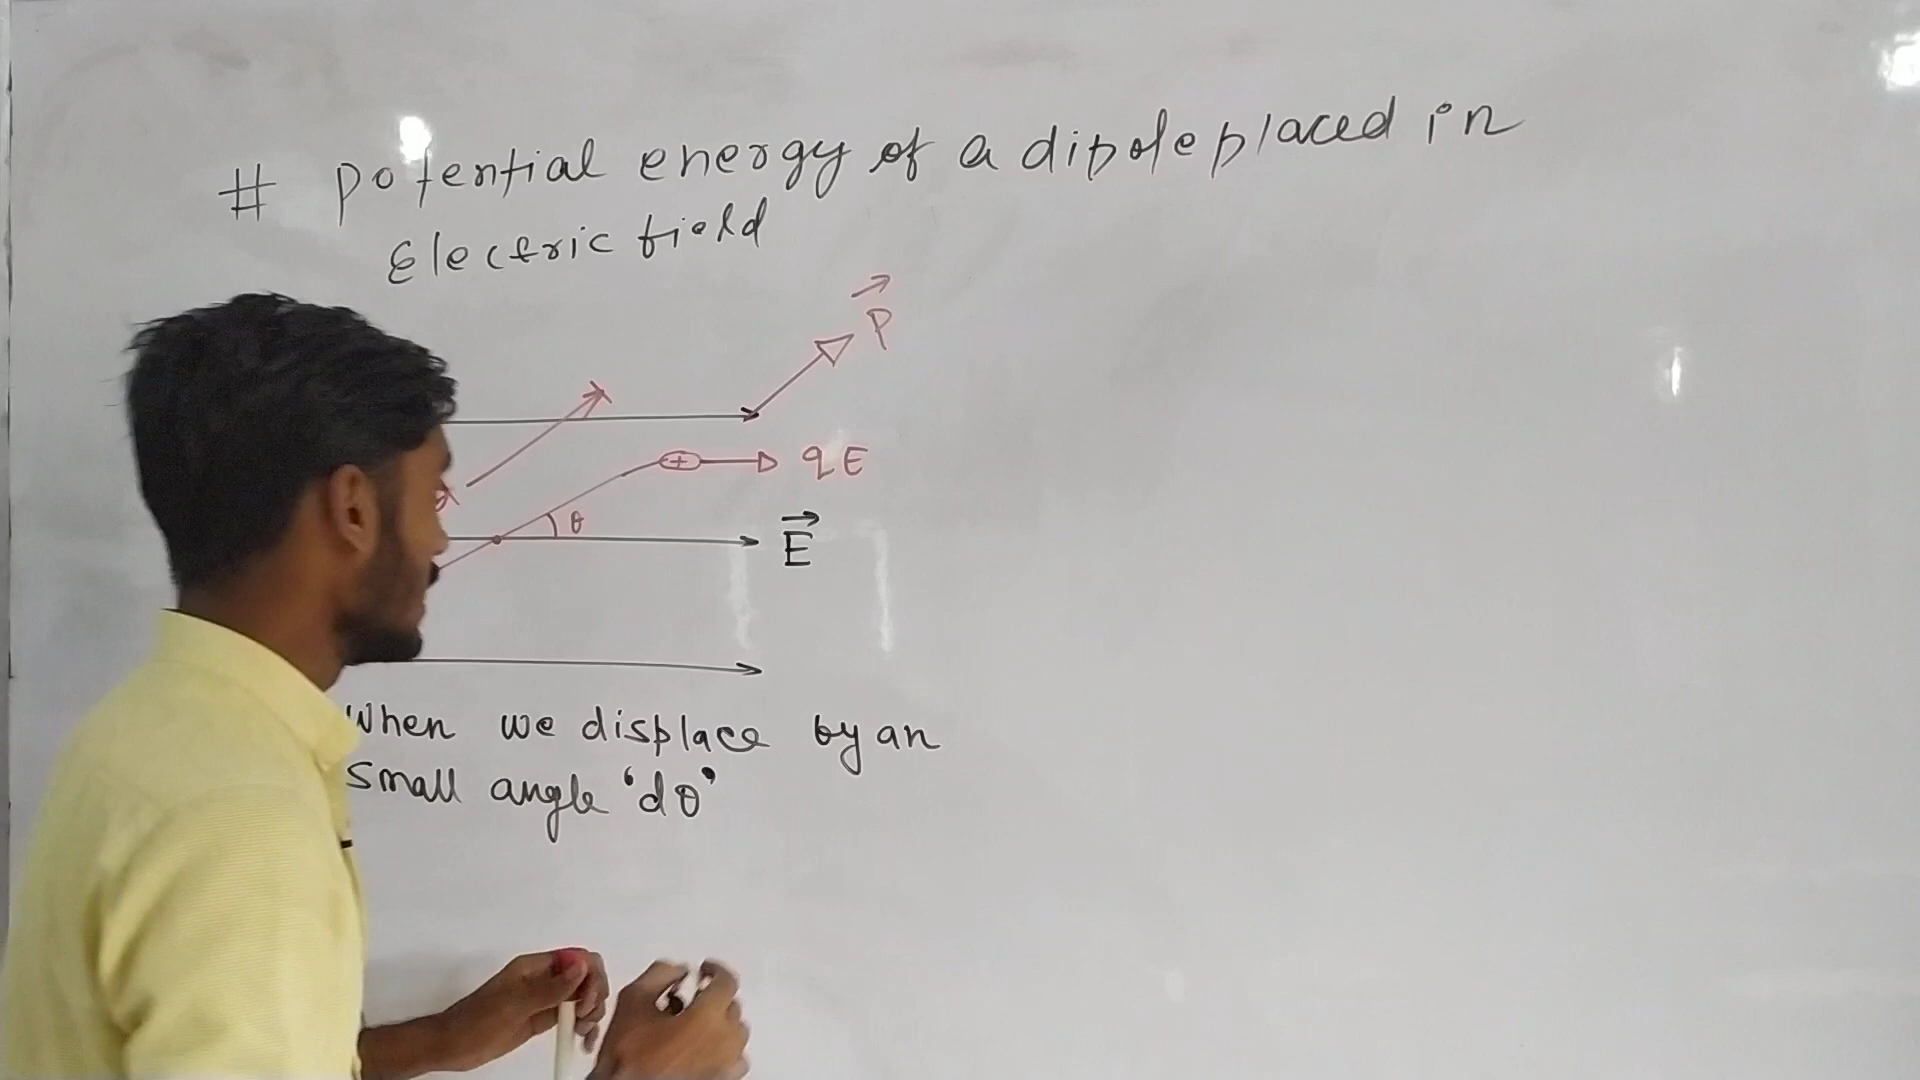 # Potential energy of a dipole placed in
Electric field
P
qE
θ
E
When we displace by an
small angle 'dθ'